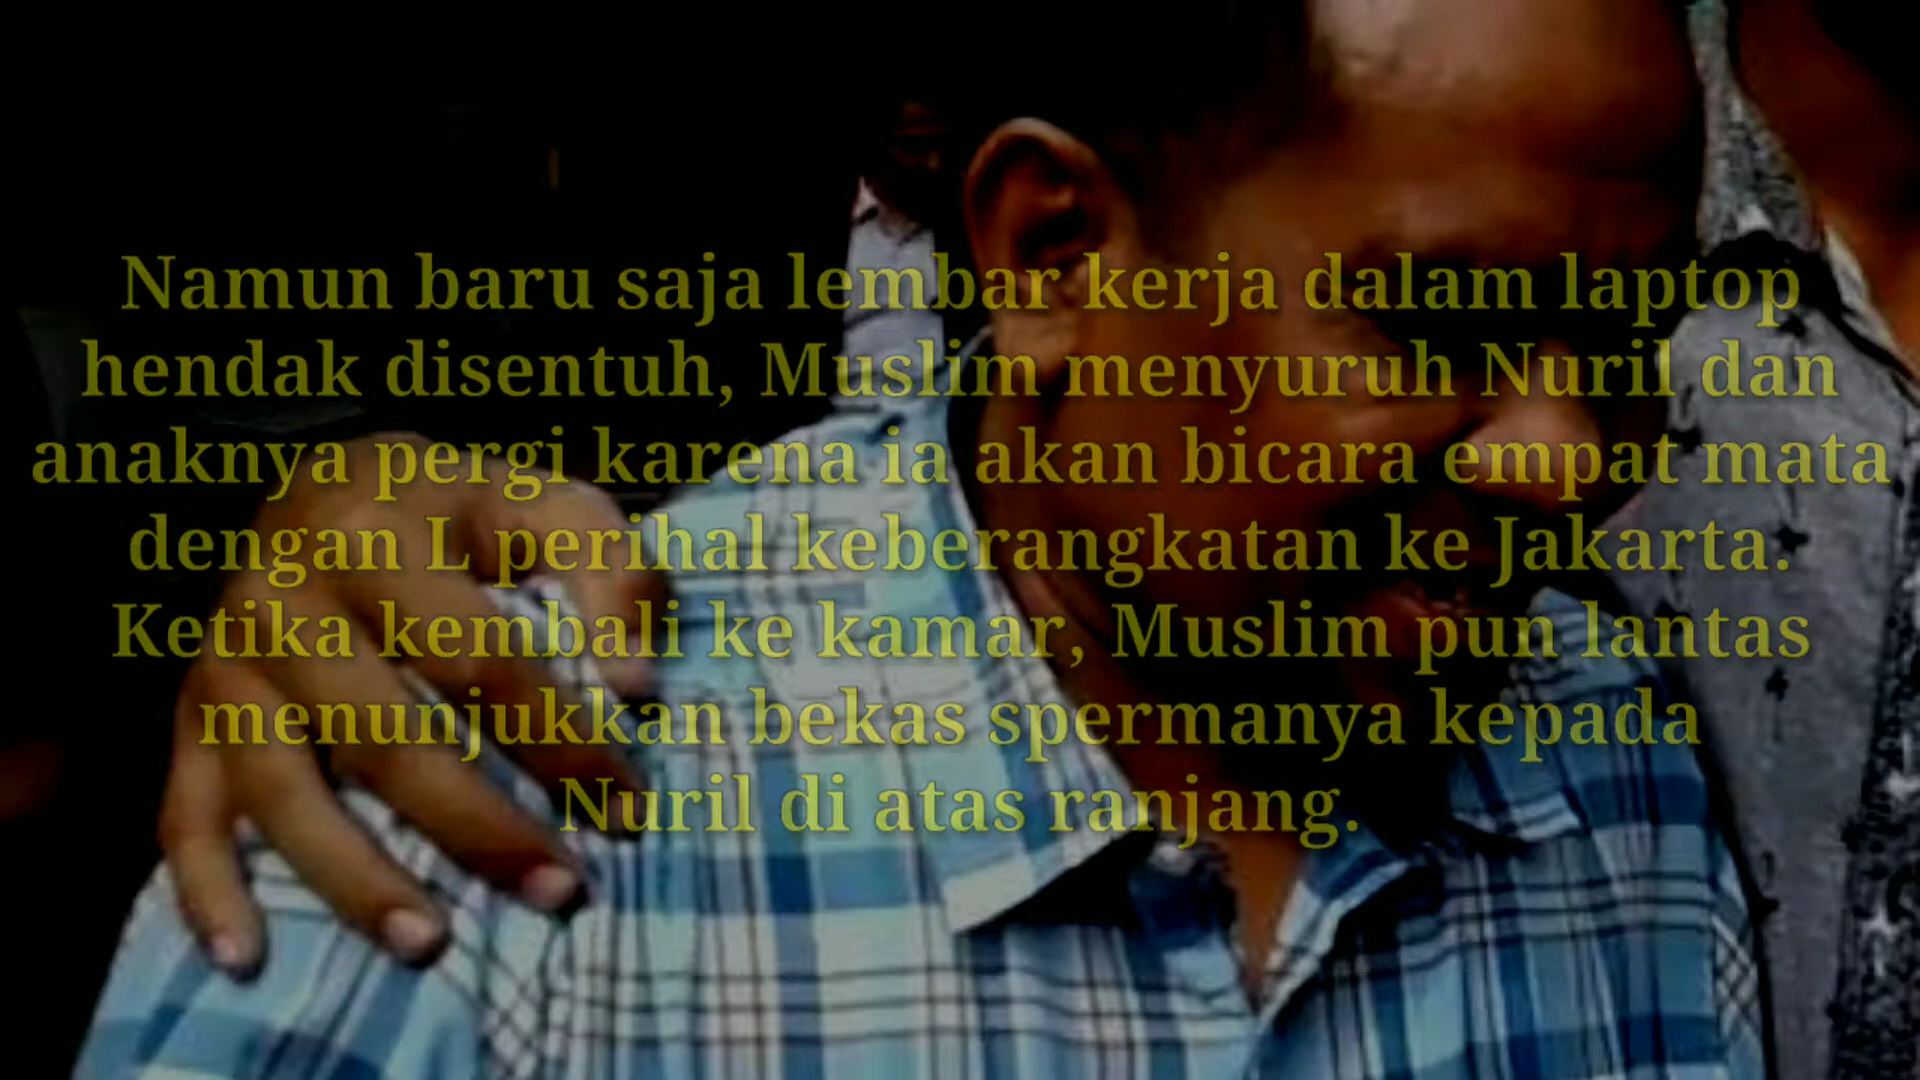 Namun baru saja lembar kerja dalam laptop
hendak disentuh, Muslim menyuruh Nuril dan
anaknya pergi karena ia akan bicara empat mata
dengan L perihal keberangkatan ke Jakarta.
Ketika kembali ke kamar, Muslim pun lantas
menunjukkan bekas spermanya kepada
Nuril di atas ranjang.